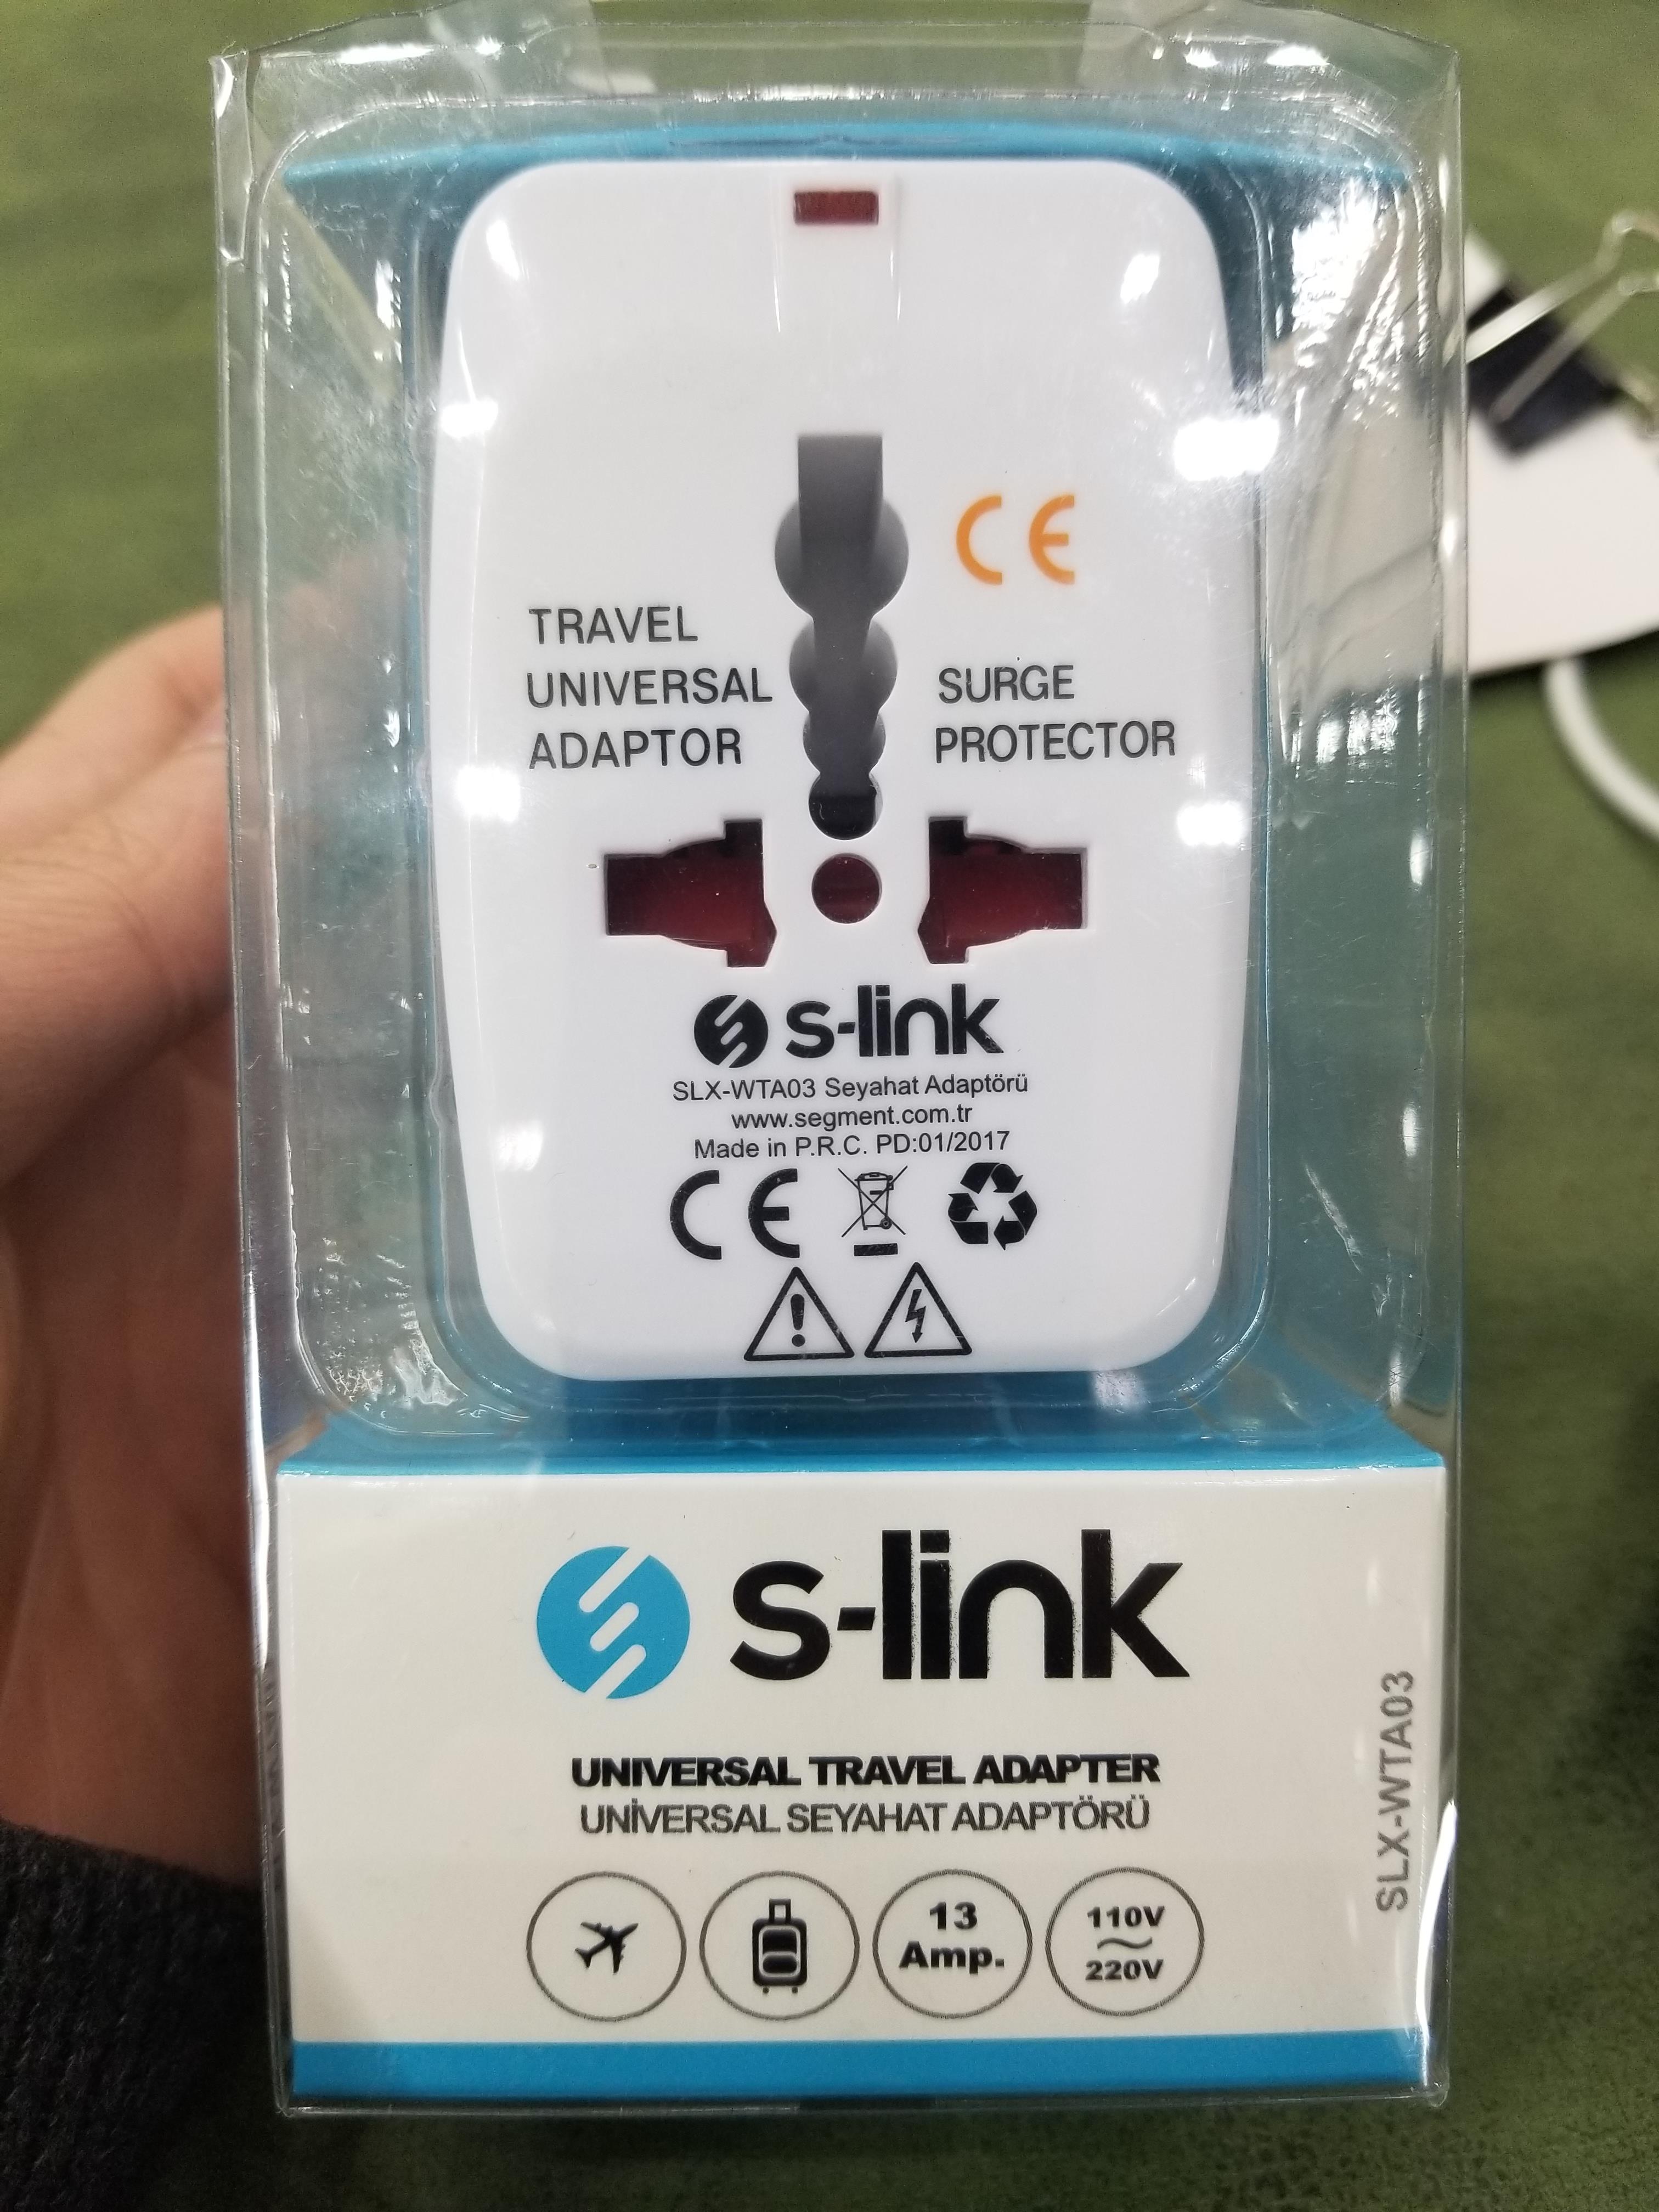 CE
TRAVEL
UNIVERSAL
ADAPTOR
SURGE
PROTECTOR
s-link
SLX-WTA03 Seyahat Adaptörü
www.segment.com.tr
Made in P.R.C. PD:01/2017
CE
s-link
UNIVERSAL TRAVEL ADAPTER
UNİVERSAL SEYAHAT ADAPTÖRÜ
13
Amp.
110V
~
220V
SLX-WTA03